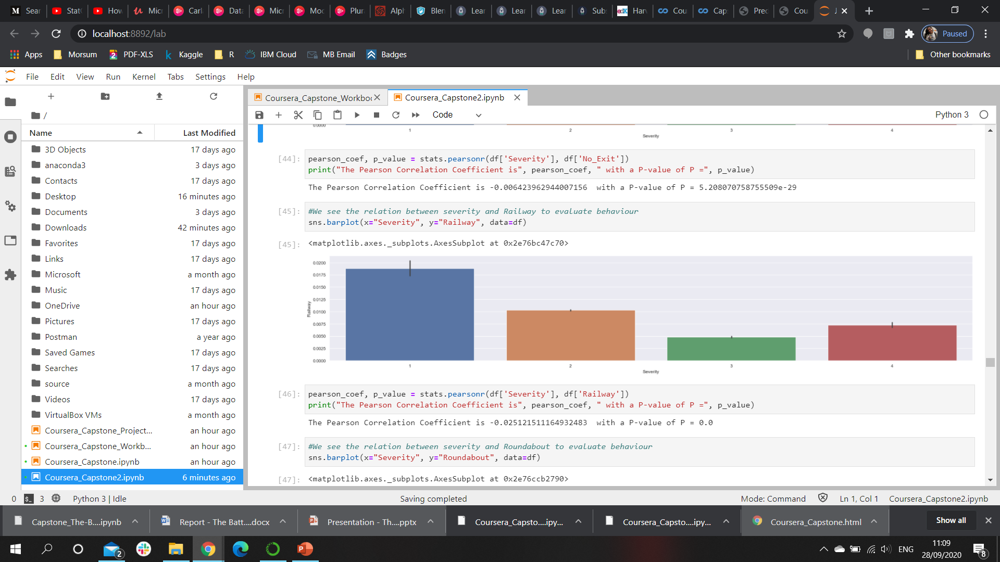 M Sear
Stat
How
Micr
Carl
Data
Micr
Moc
Plur
Alph
Blen
Lear
Lear
Lear
Sub
edX Harv
Cou
Cap
Prec
Cou
J
localhost:8892/lab
Paused
Apps
Morsum
PDF-XLS
Kaggle
R
IBM Cloud
MB Email
Badges
Other bookmarks
File Edit View Run Kernel Tabs Settings Help
/
Name Last Modified
3D Objects 17 days ago
anaconda3 3 days ago
Contacts 17 days ago
Desktop 16 minutes ago
Documents 3 days ago
Downloads 42 minutes ago
Favorites 17 days ago
Links 17 days ago
Microsoft a month ago
Music 17 days ago
OneDrive an hour ago
Pictures 17 days ago
Postman a year ago
Saved Games 17 days ago
Searches 17 days ago
source a month ago
Videos 17 days ago
VirtualBox VMs a month ago
Coursera_Capstone_Project... an hour ago
Coursera_Capstone_Workb... an hour ago
Coursera_Capstone.ipynb an hour ago
Coursera_Capstone2.ipynb 6 minutes ago
Coursera_Capstone_Workboo
Coursera_Capstone2.ipynb
Code
Python 3
0.0000
1 2 3 4
Severity
[44]: pearson_coef, p_value = stats.pearsonr(df['Severity'], df['No_Exit'])
print("The Pearson Correlation Coefficient is", pearson_coef, " with a P-value of P =", p_value)
The Pearson Correlation Coefficient is -0.006423962944007156  with a P-value of P = 5.208070758755509e-29
[45]: #We see the relation between severity and Railway to evaluate behaviour
sns.barplot(x="Severity", y="Railway", data=df)
[45]: <matplotlib.axes._subplots.AxesSubplot at 0x2e76bc47c70>
0.0200
0.0175
0.0150
0.0125
0.0100
0.0075
0.0050
0.0025
0.0000
Railway
1 2 3 4
Severity
[46]: pearson_coef, p_value = stats.pearsonr(df['Severity'], df['Railway'])
print("The Pearson Correlation Coefficient is", pearson_coef, " with a P-value of P =", p_value)
The Pearson Correlation Coefficient is -0.025121511164932483  with a P-value of P = 0.0
[47]: #We see the relation between severity and Roundabout to evaluate behaviour
sns.barplot(x="Severity", y="Roundabout", data=df)
[47]: <matplotlib.axes._subplots.AxesSubplot at 0x2e76ccb2790>
0 3 Python 3 | Idle
Saving completed
Mode: Command
Ln 1, Col 1
Coursera_Capstone2.ipynb
Capstone_The-B....ipynb
Report - The Batt....docx
Presentation - Th....pptx
Coursera_Capsto....ipy...
Coursera_Capsto....ipy...
Coursera_Capstone.html
Show all
2
ENG
11:09
28/09/2020
8